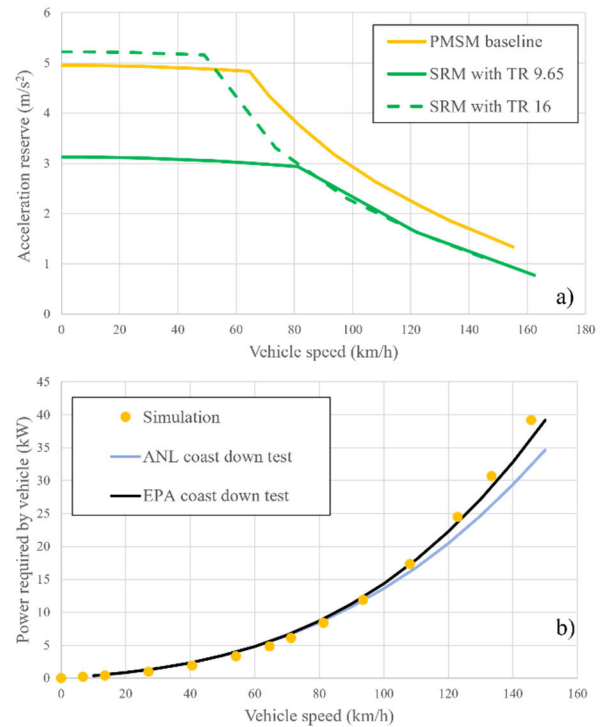 6
5
4
3
2
1
0
Acceleration reserve (m/s²)
PMSM baseline
SRM with TR 9.65
SRM with TR 16
0 20 40 60 80 100 120 140 160 180
Vehicle speed (km/h)
a)
45
40
35
30
25
20
15
10
5
0
Power required by vehicle (kW)
Simulation
ANL coast down test
EPA coast down test
0 20 40 60 80 100 120 140 160
Vehicle speed (km/h)
b)